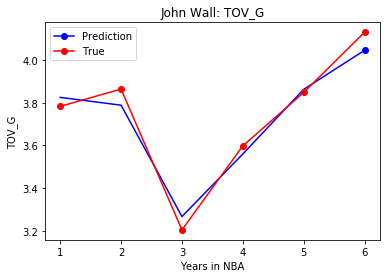 John Wall: TOV_G
Prediction
True
TOV_G
4.0
3.8
3.6
3.4
3.2
1 2 3 4 5 6
Years in NBA